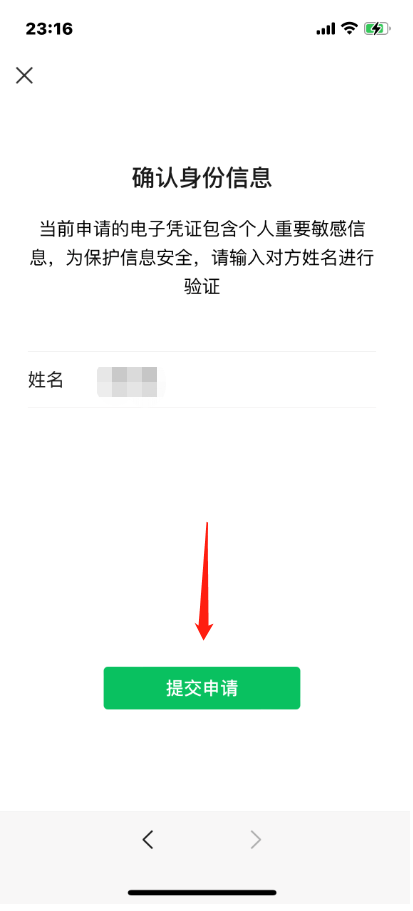 23:16
确认身份信息
当前申请的电子凭证包含个人重要敏感信
息，为保护信息安全，请输入对方姓名进行
验证
姓名
提交申请